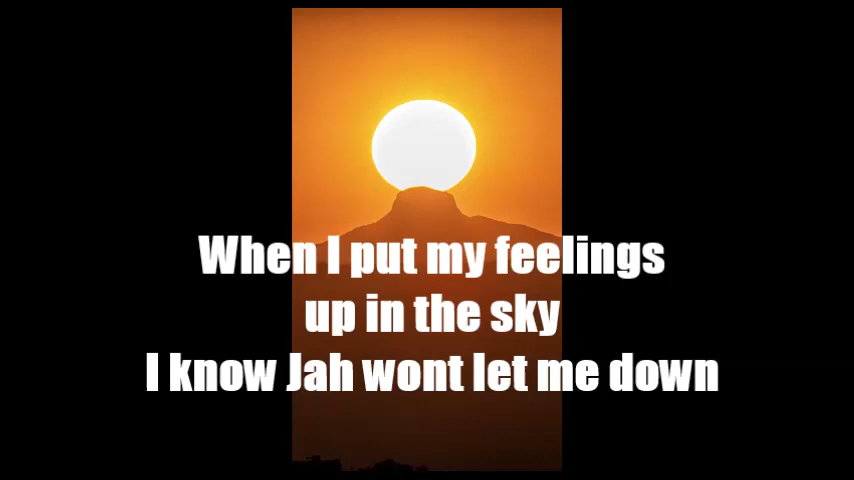 When I put my feelings
up in the sky
I know Jah wont let me down